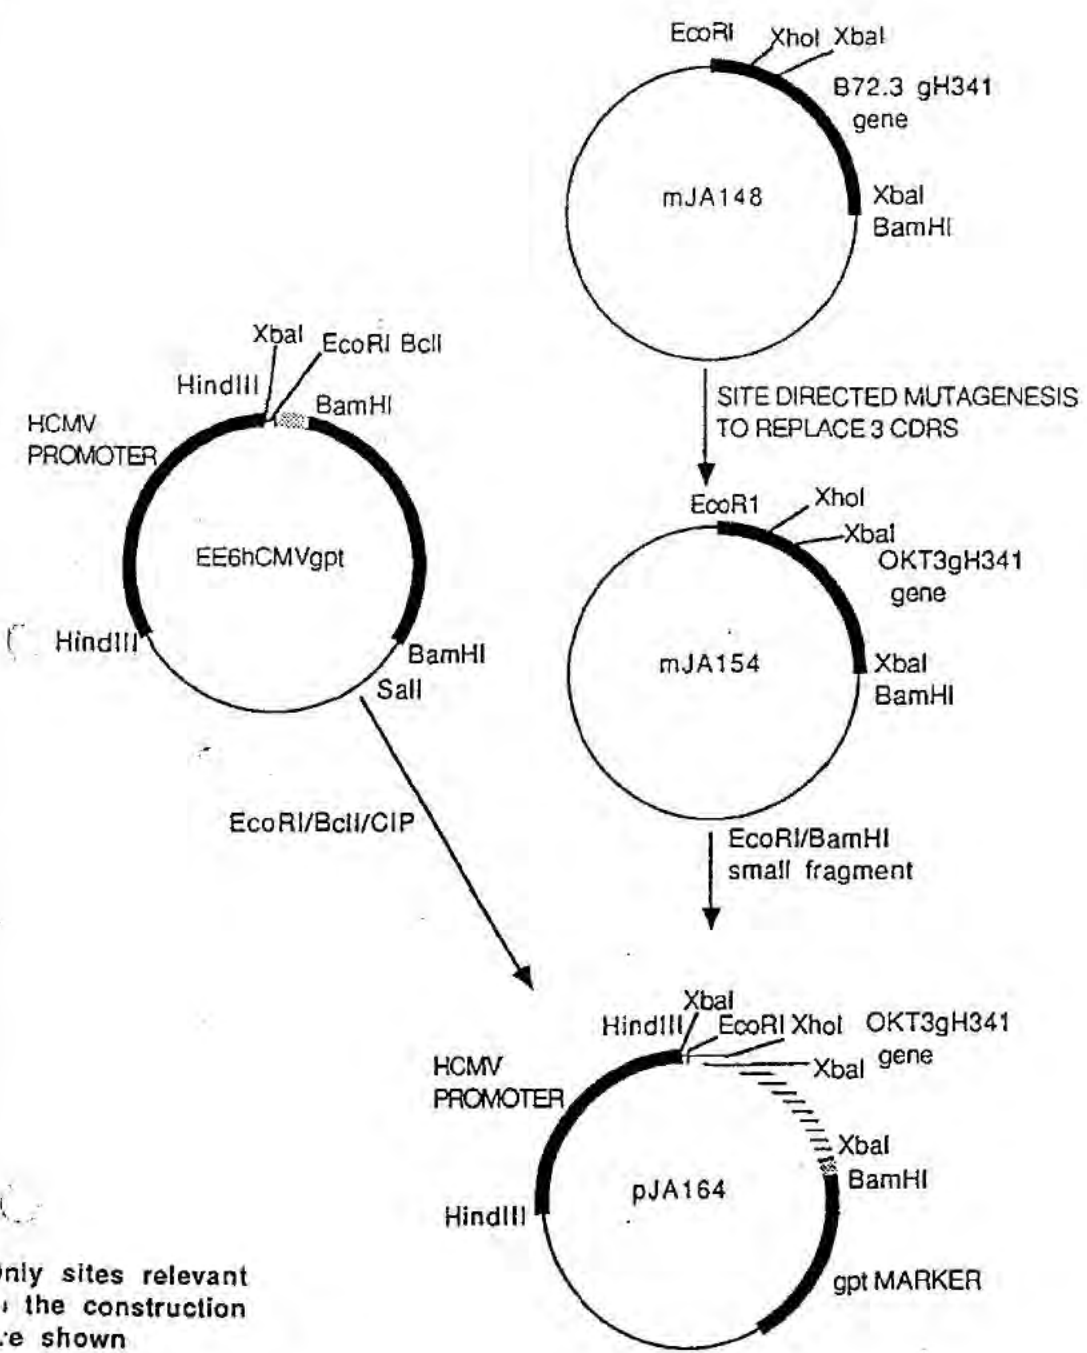 EcoRI XhoI XbaI
B72.3 gH341
gene
mJA148
XbaI
BamHI
SITE DIRECTED MUTAGENESIS
TO REPLACE 3 CDRS
XbaI
EcoRI BclI
HindIII
BamHI
HCMV
PROMOTER
EE6hCMVgpt
HindIII
BamHI
SalI
EcoR1
XhoI
XbaI
OKT3gH341
gene
mJA154
XbaI
BamHI
EcoRI/BclI/CIP
EcoRI/BamHI
small fragment
XbaI
HindIII
EcoRI XhoI
OKT3gH341
gene
XbaI
HCMV
PROMOTER
XbaI
BamHI
pJA164
HindIII
gpt MARKER
nly sites relevant
the construction
re shown